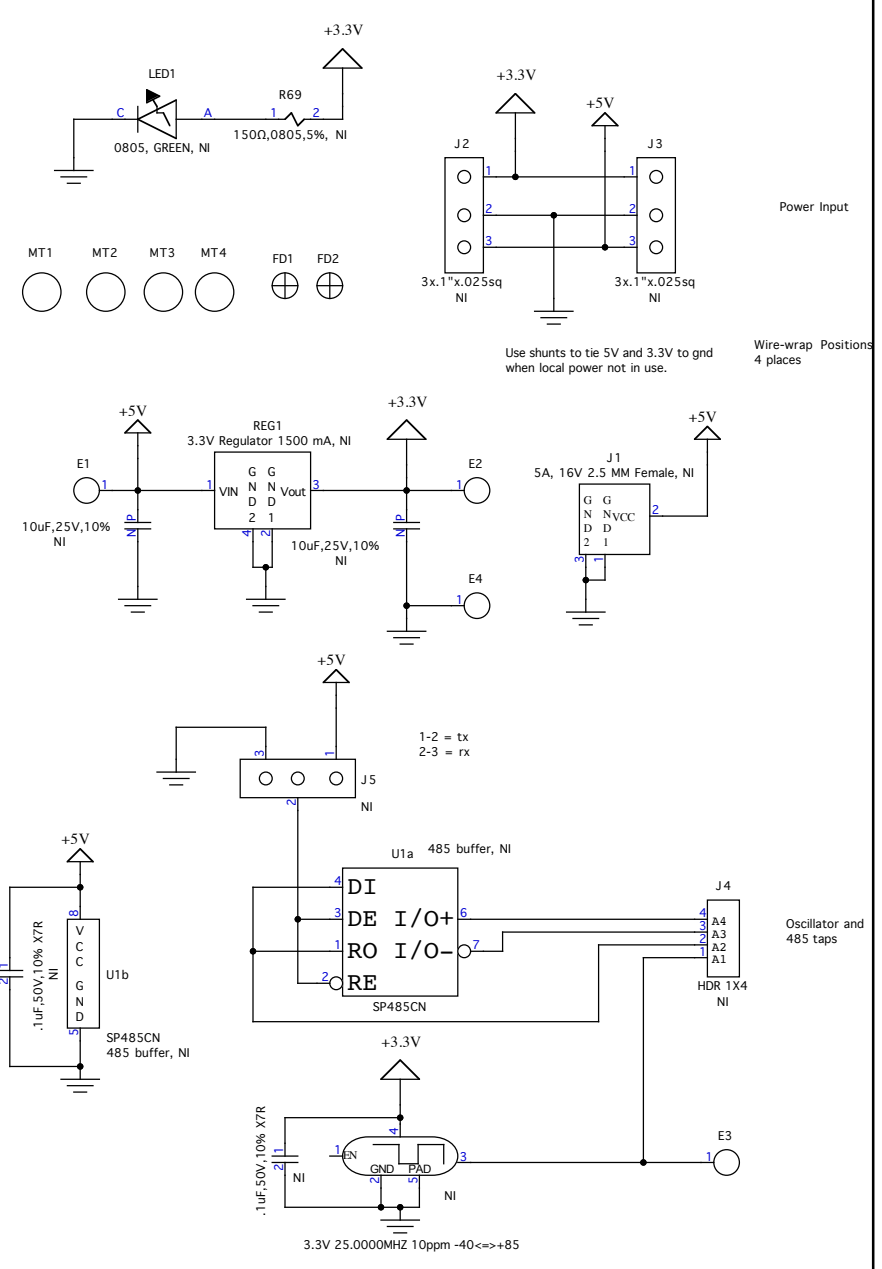 +3.3V
LED1
R69
C
A
1
2
0805, GREEN, NI
150Ω,0805,5%, NI
+3.3V
+5V
J2
J3
1
1
2
2
3
3
3x.1"x.025sq
NI
3x.1"x.025sq
NI
Power Input
MT1
MT2
MT3
MT4
FD1
FD2
Use shunts to tie 5V and 3.3V to gnd
when local power not in use.
Wire-wrap Positions
4 places
+5V
REG1
3.3V Regulator 1500 mA, NI
+3.3V
E1
1
1
VIN
GND2
GND1
Vout
3
4
2
P
N
10uF,25V,10%
NI
P
N
10uF,25V,10%
NI
E2
1
E4
1
+5V
J1
5A, 16V 2.5 MM Female, NI
GND2
GND1
VCC
2
3
1
+5V
1-2 = tx
2-3 = rx
3
1
J5
2
NI
+5V
8
VCC
GND
5
U1b
1
2
.1uF,50V,10% X7R
NI
SP485CN
485 buffer, NI
U1a
485 buffer, NI
4
DI
3
DE
I/O+
6
1
RO
I/O-
7
2
RE
SP485CN
J4
4
A4
3
A3
2
A2
1
A1
HDR 1X4
NI
Oscillator and
485 taps
+3.3V
.1uF,50V,10% X7R
1
2
NI
4
1
EN
GND
PAD
3
2
5
NI
E3
1
3.3V 25.0000MHZ 10ppm -40<=>+85